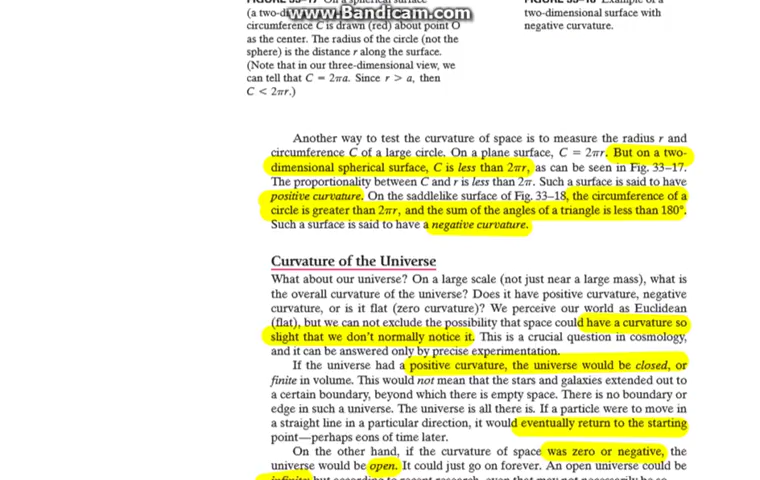 www.Bandicam.com
(a two-di
circumference C is drawn (red) about point O
as the center. The radius of the circle (not the
sphere) is the distance r along the surface.
(Note that in our three-dimensional view, we
can tell that C = 2πa. Since r > a, then
C < 2πr.)
two-dimensional surface with
negative curvature.
Another way to test the curvature of space is to measure the radius r and
circumference C of a large circle. On a plane surface, C = 2πr. But on a two-
dimensional spherical surface, C is less than 2πr, as can be seen in Fig. 33–17.
The proportionality between C and r is less than 2π. Such a surface is said to have
positive curvature. On the saddlelike surface of Fig. 33–18, the circumference of a
circle is greater than 2πr, and the sum of the angles of a triangle is less than 180°.
Such a surface is said to have a negative curvature.
Curvature of the Universe
What about our universe? On a large scale (not just near a large mass), what is
the overall curvature of the universe? Does it have positive curvature, negative
curvature, or is it flat (zero curvature)? We perceive our world as Euclidean
(flat), but we can not exclude the possibility that space could have a curvature so
slight that we don't normally notice it. This is a crucial question in cosmology,
and it can be answered only by precise experimentation.
If the universe had a positive curvature, the universe would be closed, or
finite in volume. This would not mean that the stars and galaxies extended out to
a certain boundary, beyond which there is empty space. There is no boundary or
edge in such a universe. The universe is all there is. If a particle were to move in
a straight line in a particular direction, it would eventually return to the starting
point—perhaps eons of time later.
On the other hand, if the curvature of space was zero or negative, the
universe would be open. It could just go on forever. An open universe could be